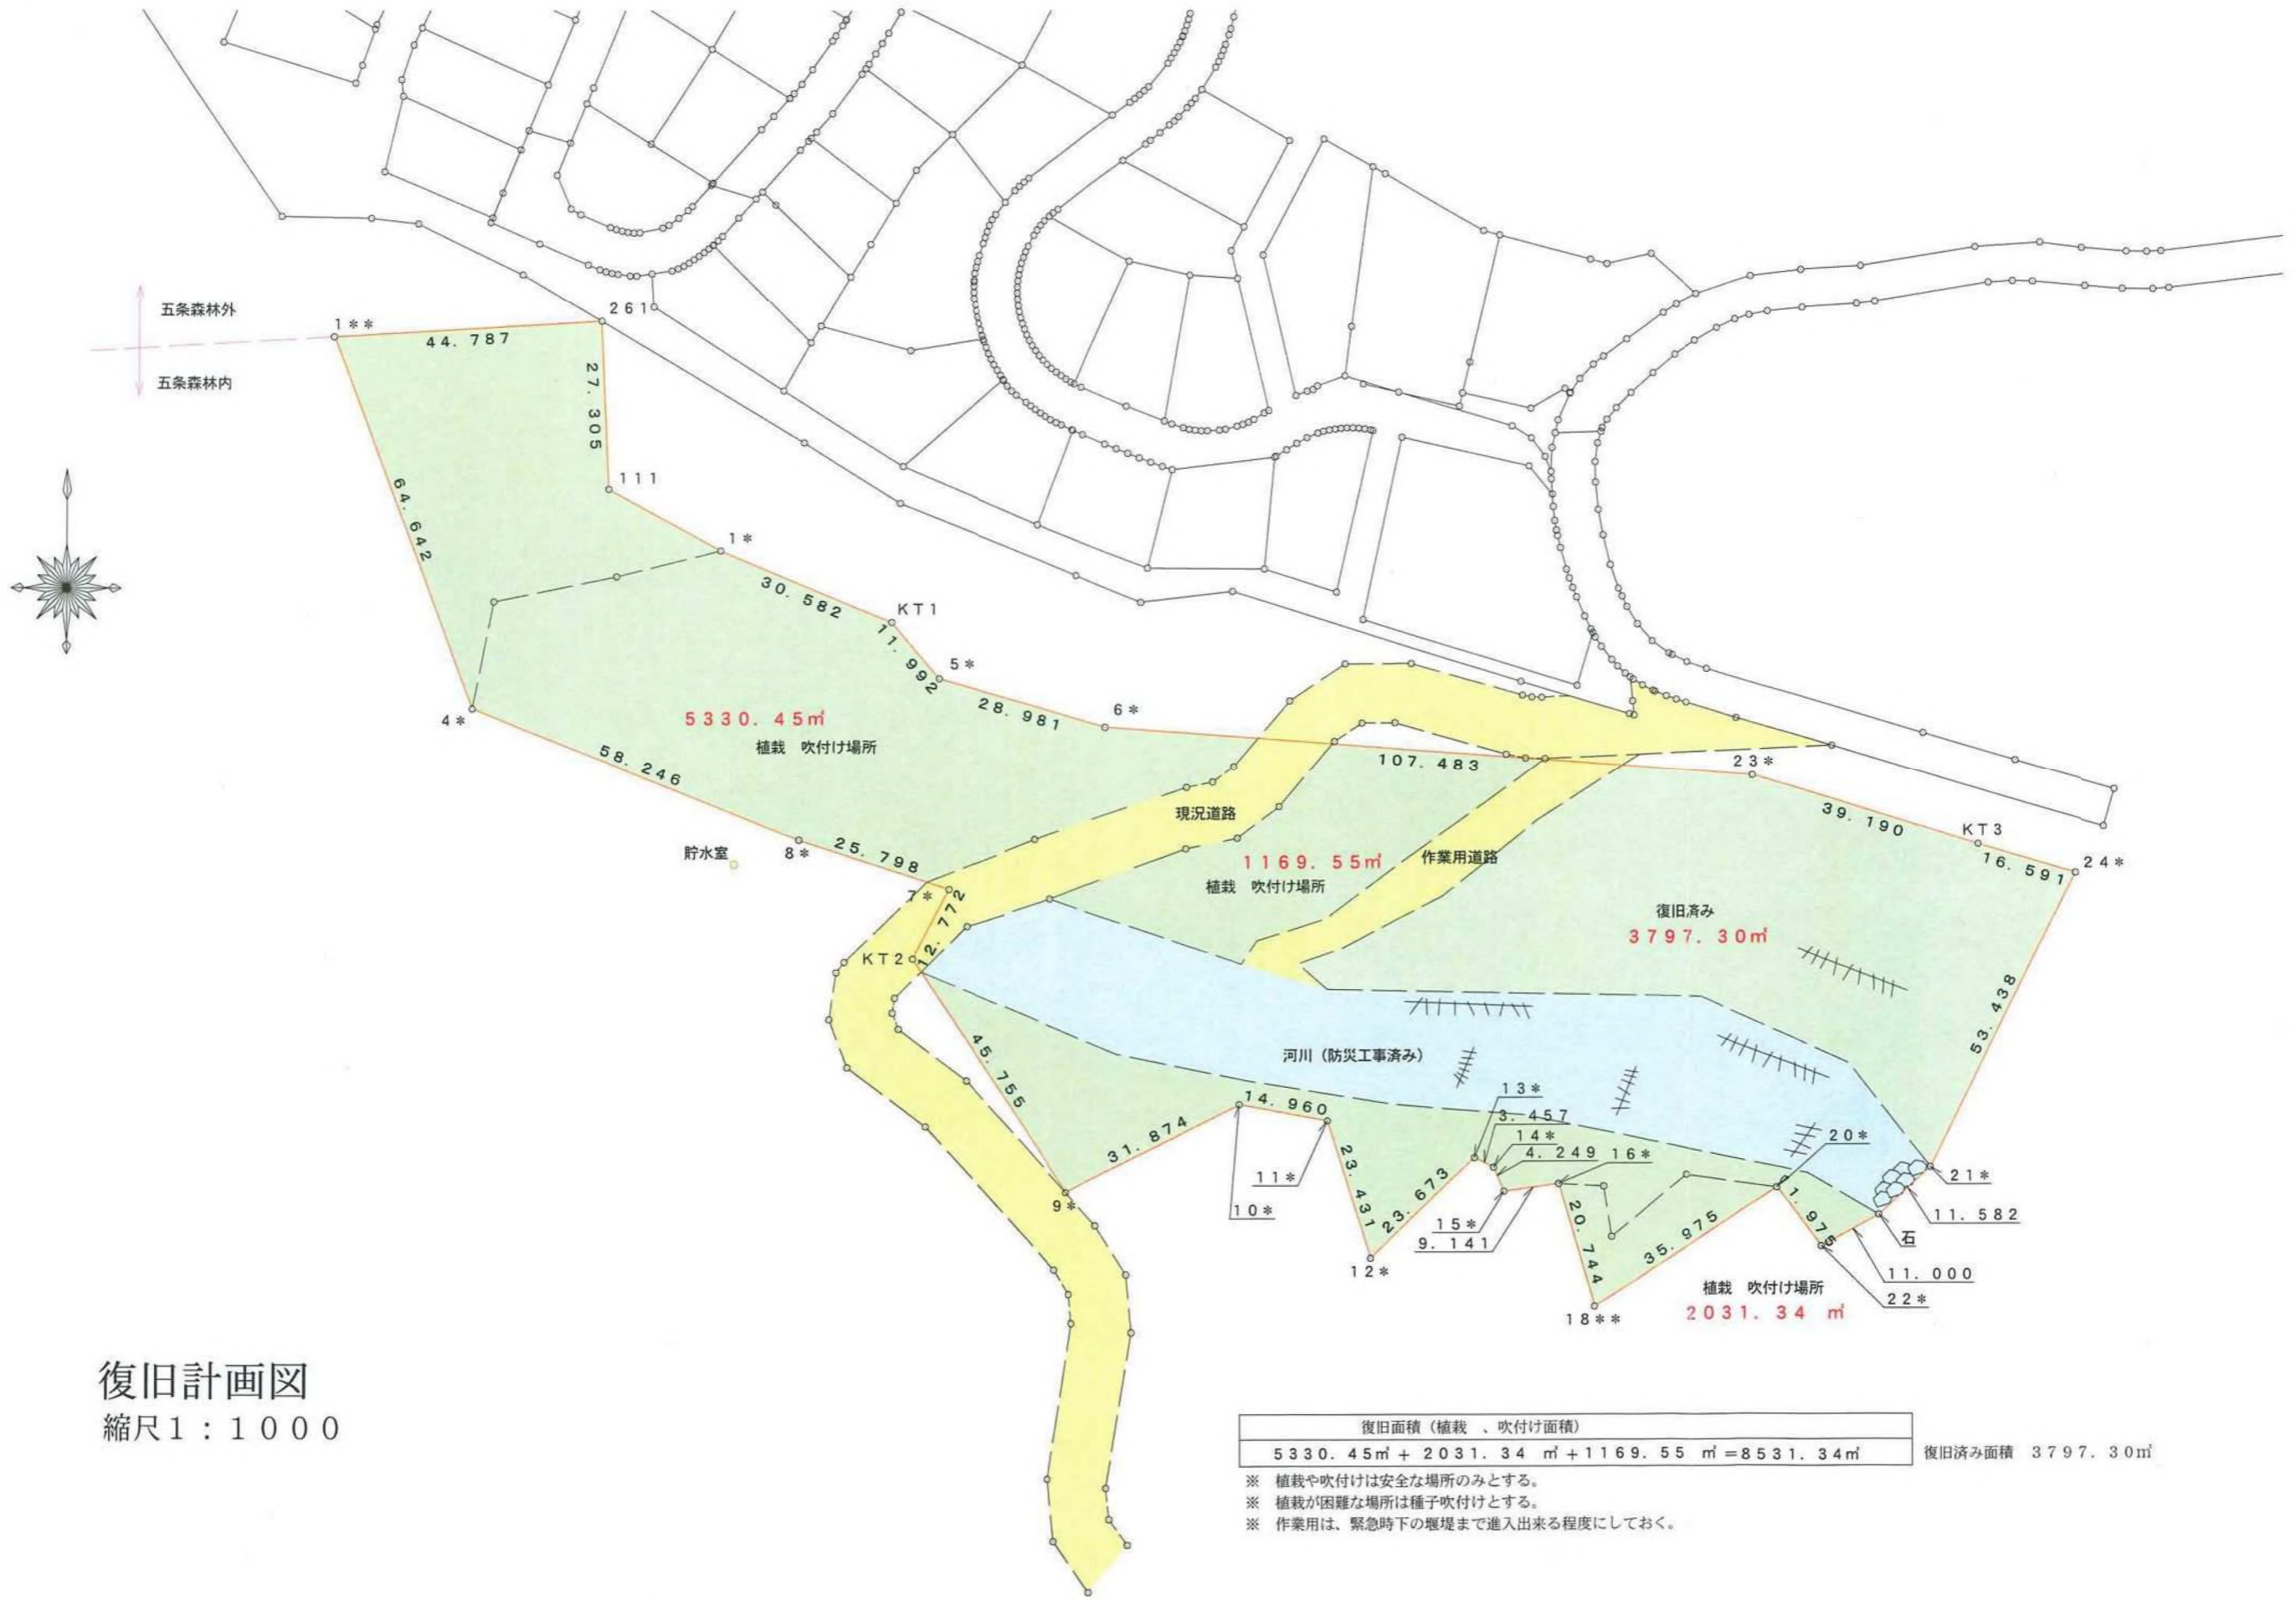 五条森林外
1**
261
44.787
五条森林内
27.305
64.642
111
1*
30.582
KT1
11.992
5*
28.981
6*
4*
5330.45㎡
植栽 吹付け場所
58.246
107.483
23*
現況道路
39.190
KT3
16.591
24*
貯水室
8*
25.798
7*
12.772
1169.55㎡
植栽 吹付け場所
作業用道路
復旧済み
3797.30㎡
KT2
45.755
53.438
河川（防災工事済み）
13*
14.960
3.457
14*
4.249
16*
20*
31.874
23.431
23.673
11*
10*
9*
15*
9.141
12*
20.744
35.975
21*
11.582
石
11.000
22*
18**
植栽 吹付け場所
2031.34 ㎡
復旧計画図
縮尺1:1000
復旧面積（植栽 、吹付け面積）
5330.45㎡+ 2031.34 ㎡+1169.55 ㎡=8531.34㎡
復旧済み面積 3797.30㎡
※ 植栽や吹付けは安全な場所のみとする。
※ 植栽が困難な場所は種子吹付けとする。
※ 作業用は、緊急時下の堰堤まで進入出来る程度にしておく。